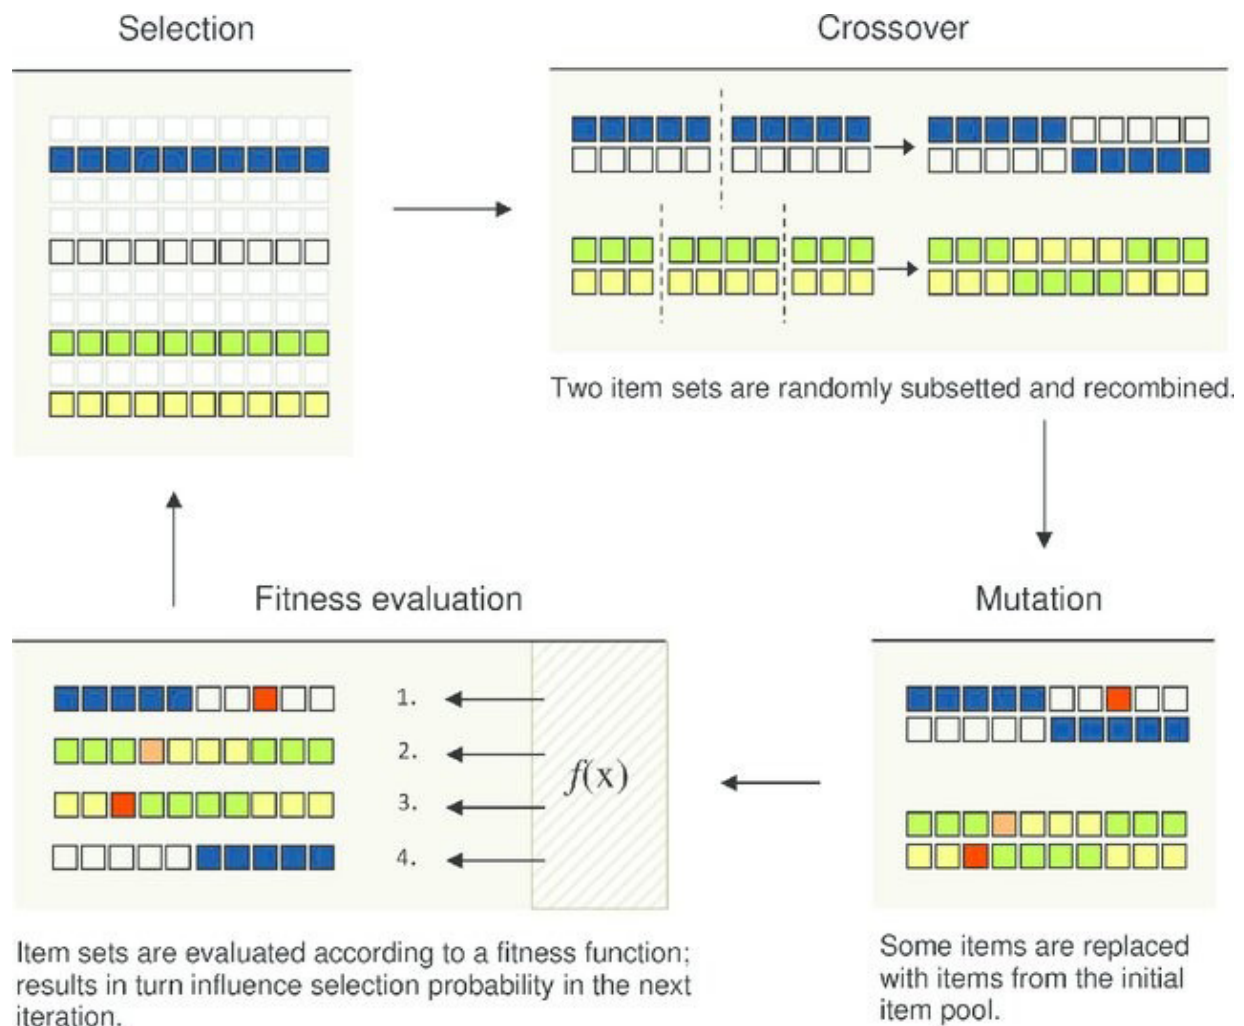 Selection
Crossover
Two item sets are randomly subsetted and recombined.
Fitness evaluation
Mutation
1.
2.
3.
4.
f(x)
Item sets are evaluated according to a fitness function;
results in turn influence selection probability in the next
iteration.
Some items are replaced
with items from the initial
item pool.